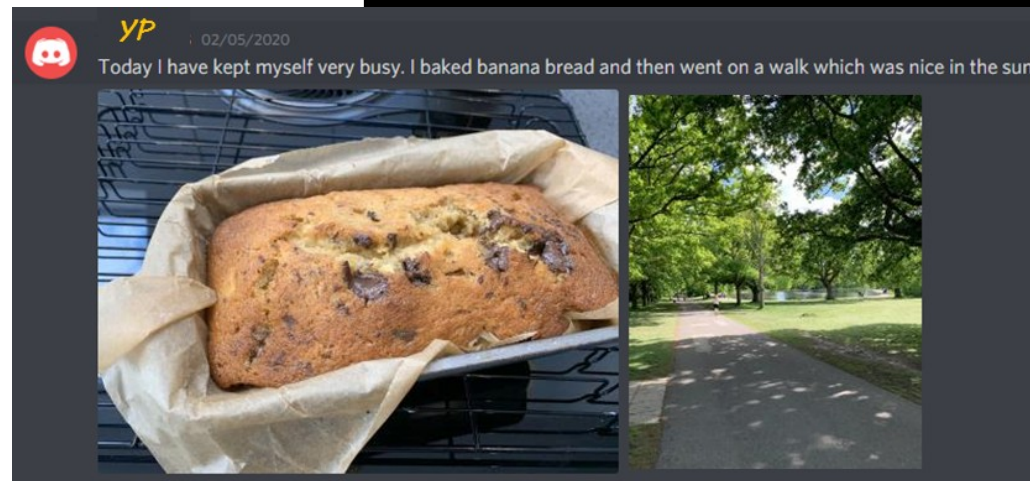 YP 02/05/2020
Today I have kept myself very busy. I baked banana bread and then went on a walk which was nice in the sun